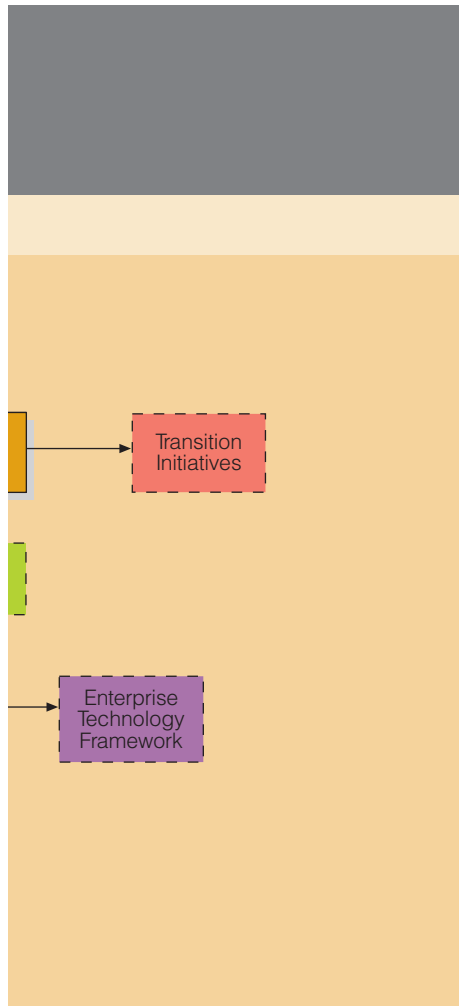 Transition
Initiatives
Enterprise
Technology
Framework